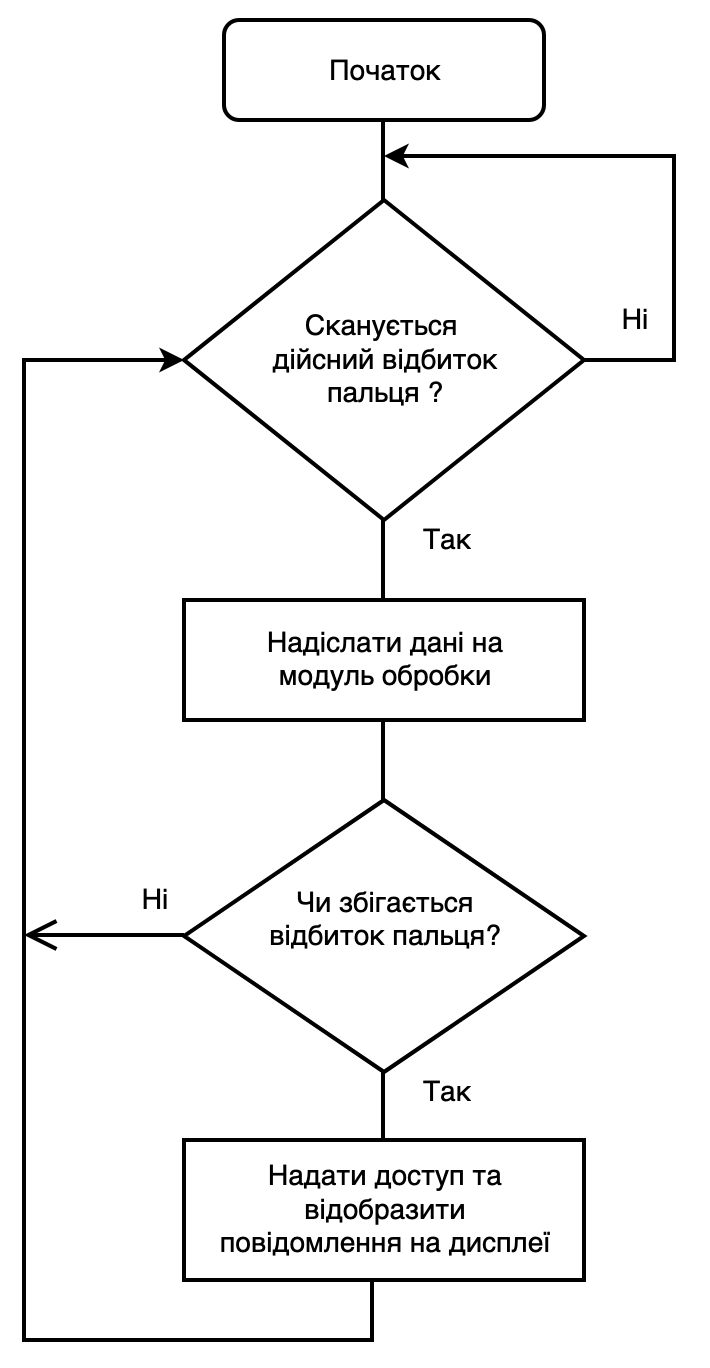 Початок
Ні
Сканується
дійсний відбиток
пальця ?
Так
Надіслати дані на
модуль обробки
Ні
Чи збігається
відбиток пальця?
Так
Надати доступ та
відобразити
повідомлення на дисплеї